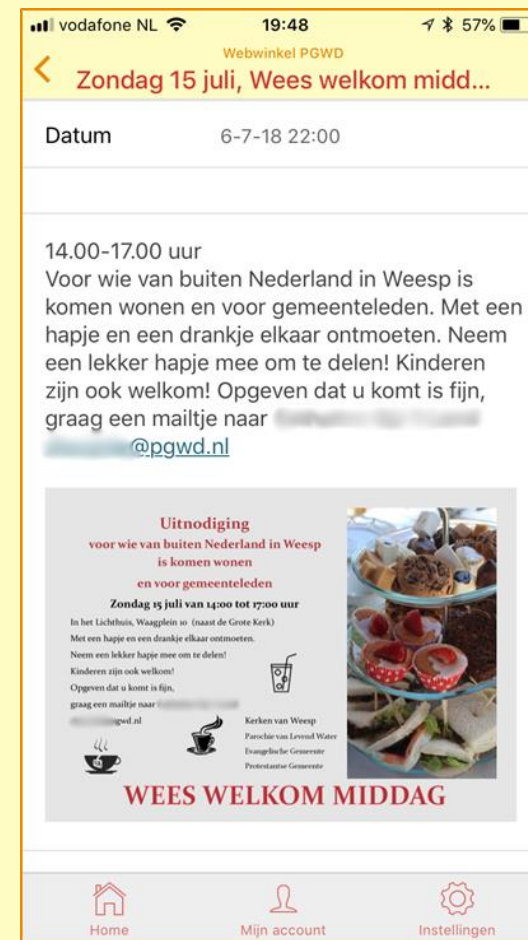 vodafone NL 19:48 57%
Webwinkel PGWD
Zondag 15 juli, Wees welkom midd...
Datum 6-7-18 22:00
14.00-17.00 uur
Voor wie van buiten Nederland in Weesp is
komen wonen en voor gemeenteleden. Met een
hapje en een drankje elkaar ontmoeten. Neem
een lekker hapje mee om te delen! Kinderen
zijn ook welkom! Opgeven dat u komt is fijn,
graag een mailtje naar
@pgwd.nl
Uitnodiging
voor wie van buiten Nederland in Weesp
is komen wonen
en voor gemeenteleden
Zondag 15 juli van 14:00 tot 17:00 uur
In het Lichthuis, Waagplein 10 (naast de Grote Kerk)
Met een hapje en een drankje elkaar ontmoeten.
Neem een lekker hapje mee om te delen!
Kinderen zijn ook welkom!
Opgeven dat u komt is fijn,
graag een mailtje naar
pgwd.nl
Kerken van Weesp
Parochie van Levend Water
Evangelische Gemeente
Protestantse Gemeente
WEES WELKOM MIDDAG
Home Mijn account Instellingen